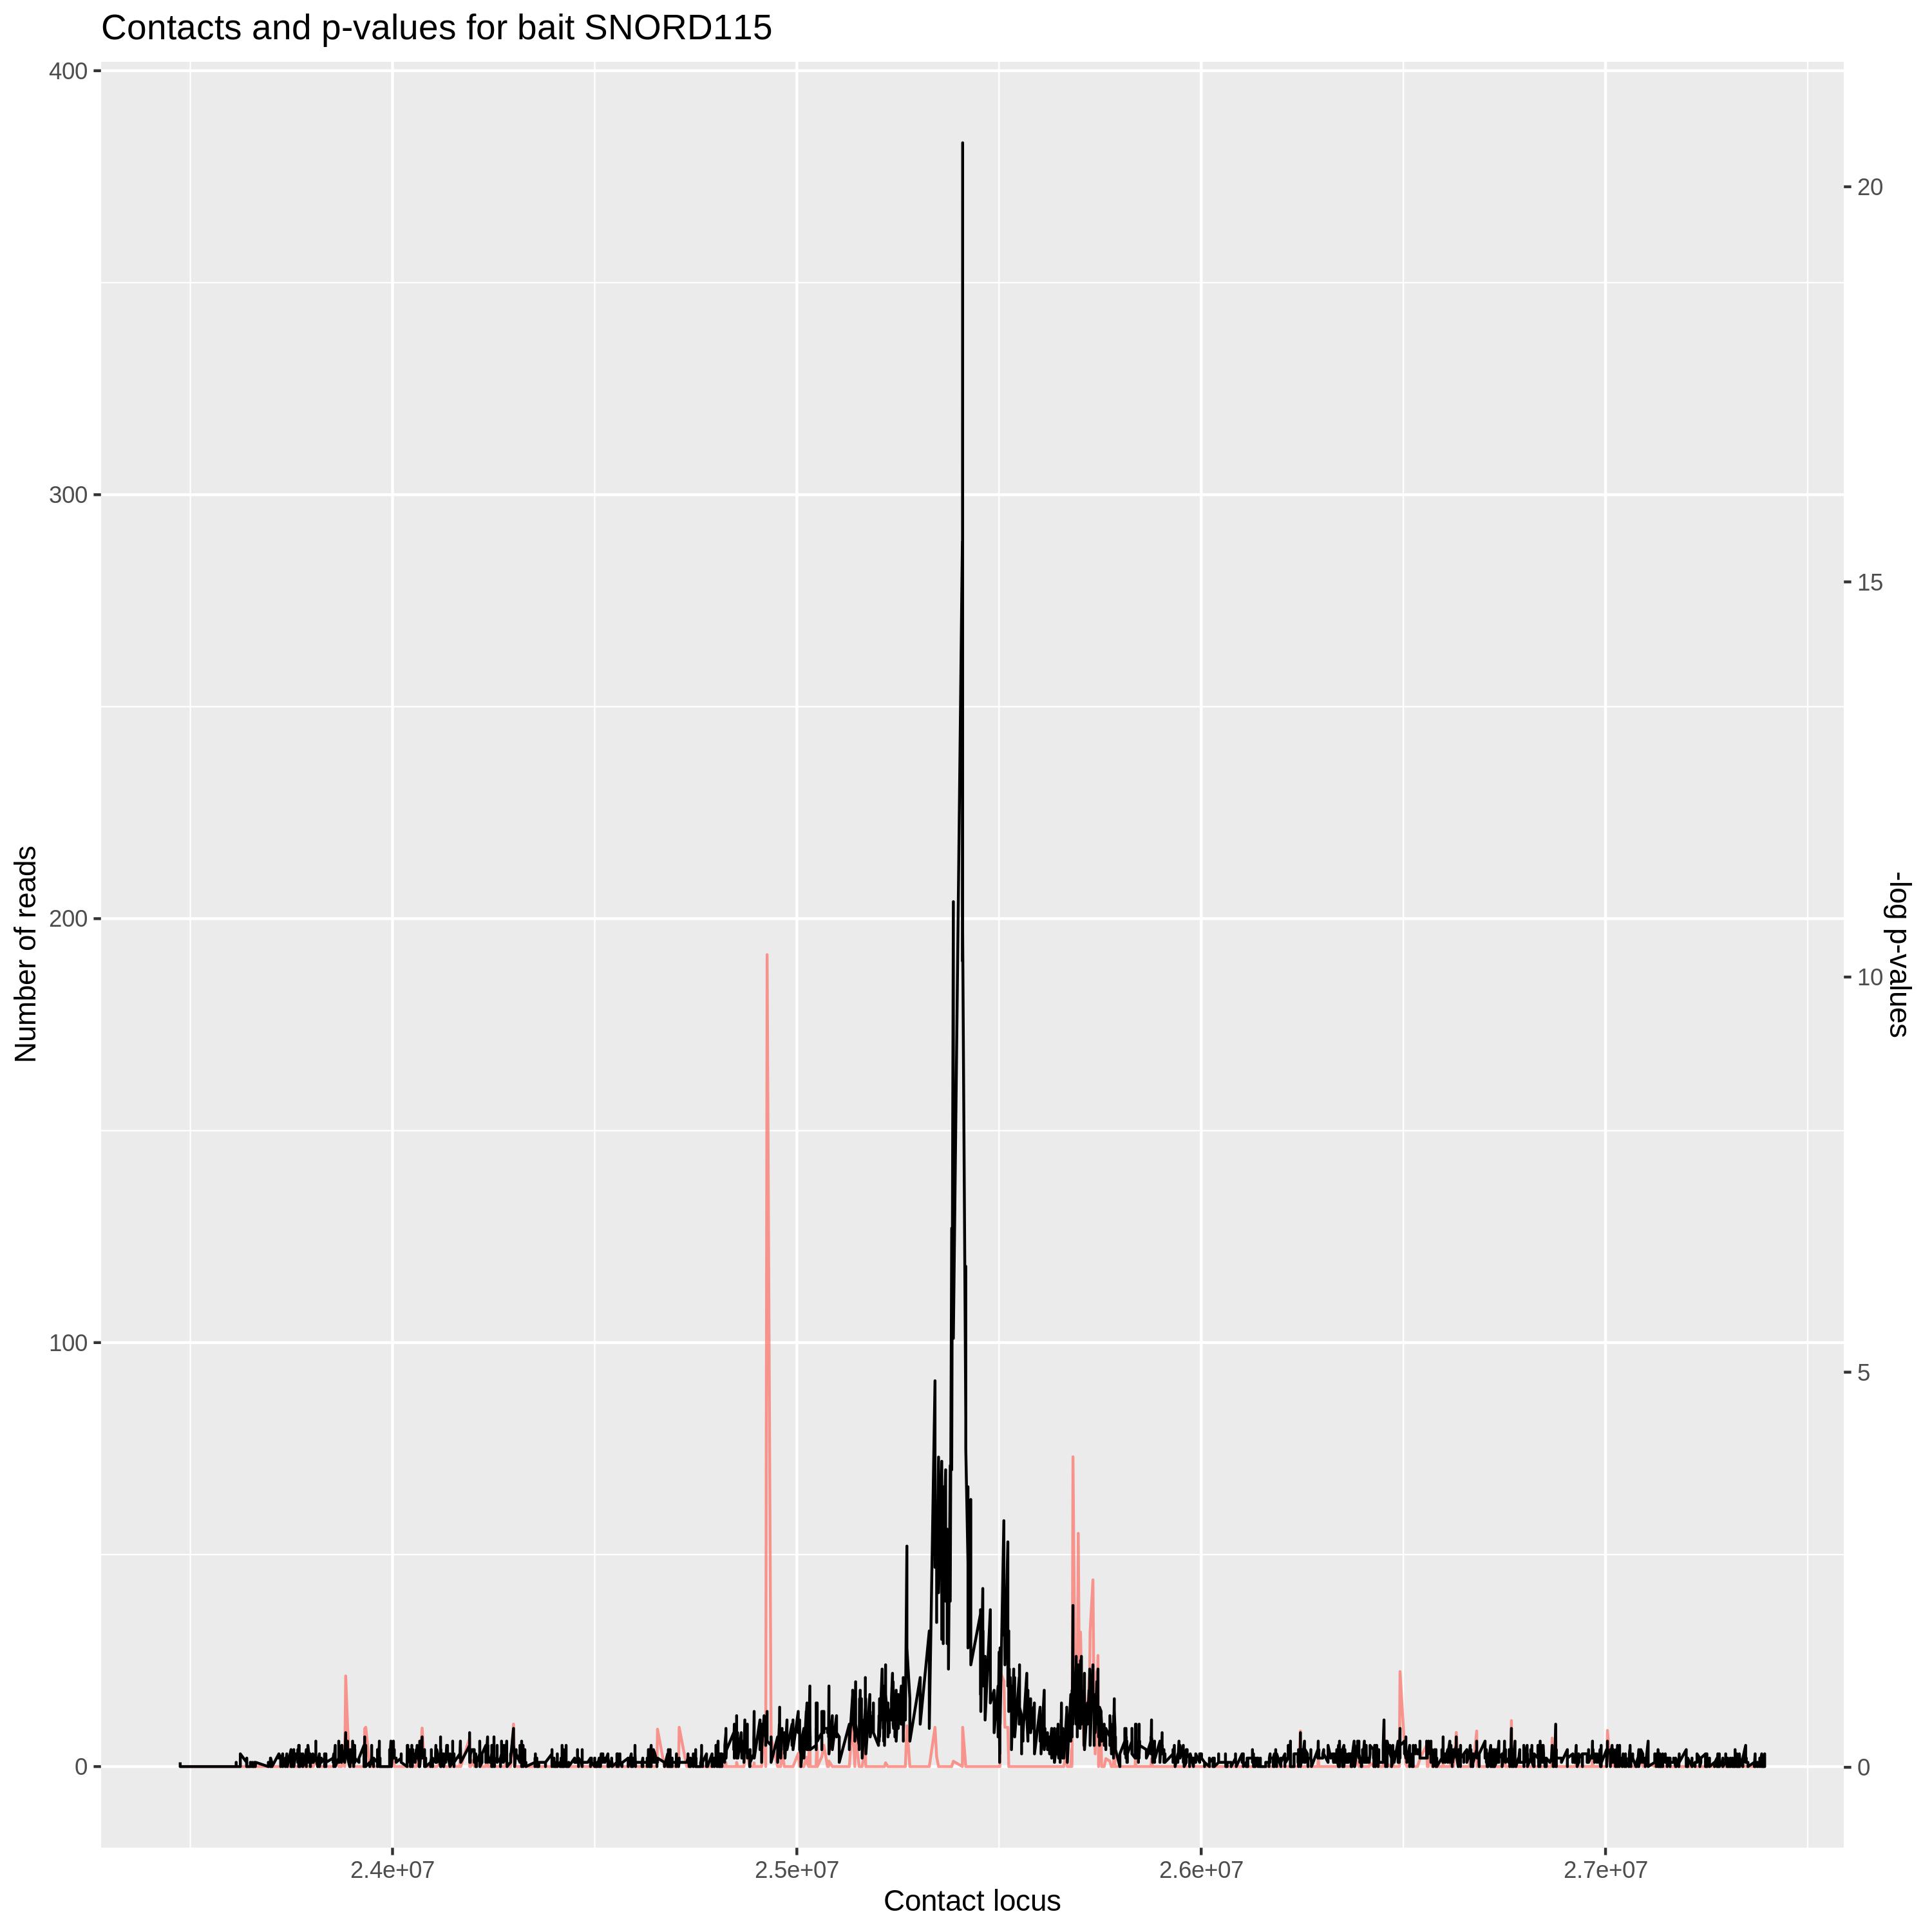 Contacts and p-values for bait SNORD115
400
300
200
100
0
Number of reads
20
15
10
5
0
-log p-values
2.4e+07
2.5e+07
2.6e+07
2.7e+07
Contact locus